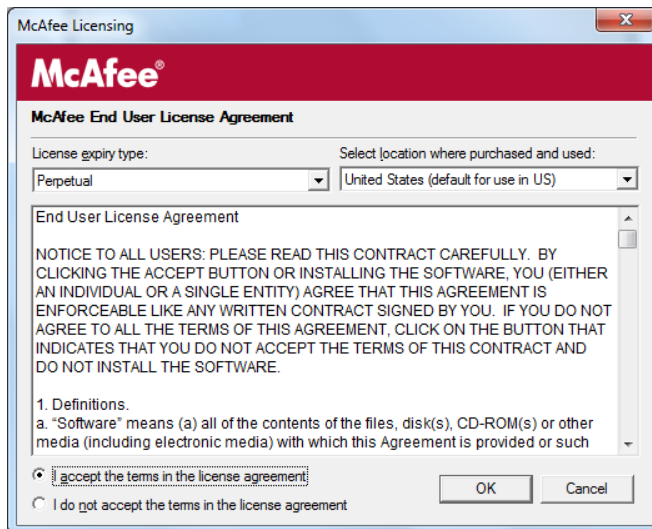 McAfee Licensing
McAfee®
McAfee End User License Agreement
License expiry type:
Select location where purchased and used:
Perpetual
United States (default for use in US)
End User License Agreement
NOTICE TO ALL USERS: PLEASE READ THIS CONTRACT CAREFULLY.  BY
CLICKING THE ACCEPT BUTTON OR INSTALLING THE SOFTWARE, YOU (EITHER
AN INDIVIDUAL OR A SINGLE ENTITY) AGREE THAT THIS AGREEMENT IS
ENFORCEABLE LIKE ANY WRITTEN CONTRACT SIGNED BY YOU.  IF YOU DO NOT
AGREE TO ALL THE TERMS OF THIS AGREEMENT, CLICK ON THE BUTTON THAT
INDICATES THAT YOU DO NOT ACCEPT THE TERMS OF THIS CONTRACT AND
DO NOT INSTALL THE SOFTWARE.
1. Definitions.
a. “Software” means (a) all of the contents of the files, disk(s), CD-ROM(s) or other
media (including electronic media) with which this Agreement is provided or such
I accept the terms in the license agreement
I do not accept the terms in the license agreement
OK
Cancel